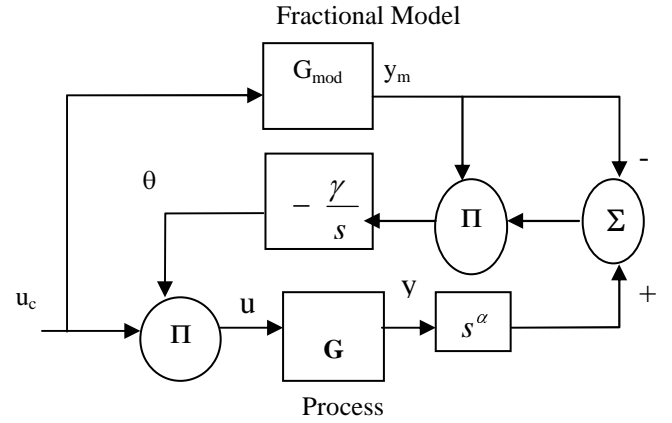 Fractional Model
G_mod
y_m
θ
- γ/s
Π
Σ
-
+
u_c
Π
u
G
y
s^α
Process